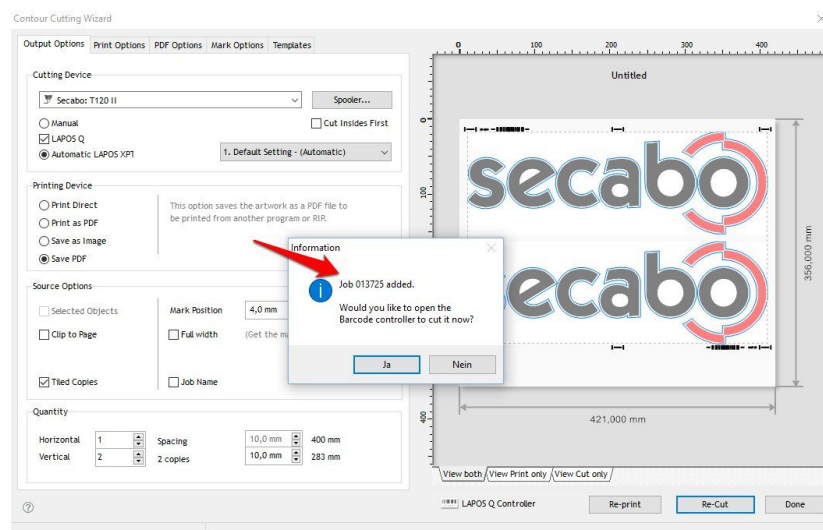 Contour Cutting Wizard
Output Options Print Options PDF Options Mark Options Templates
Cutting Device
Secabo: T120 II
Spooler...
Manual
Cut Insides First
LAPOS Q
Automatic LAPOS XPT
1. Default Setting - (Automatic)
Printing Device
Print Direct
Print as PDF
Save as Image
Save PDF
This option saves the artwork as a PDF file to
be printed from another program or RIP.
Source Options
Selected Objects
Mark Position
4,0 mm
Clip to Page
Full width
(Get the
Tiled Copies
Job Name
Quantity
Horizontal 1 Spacing 10,0 mm 400 mm
Vertical 2 2 copies 10,0 mm 283 mm
Information
Job 013725 added.
Would you like to open the
Barcode controller to cut it now?
Ja
Nein
0 100 200 300 400
Untitled
0
100
400
secabo
ecabo
356,000 mm
421,000 mm
View both View Print only View Cut only
LAPOS Q Controller
Re-print
Re-Cut
Done